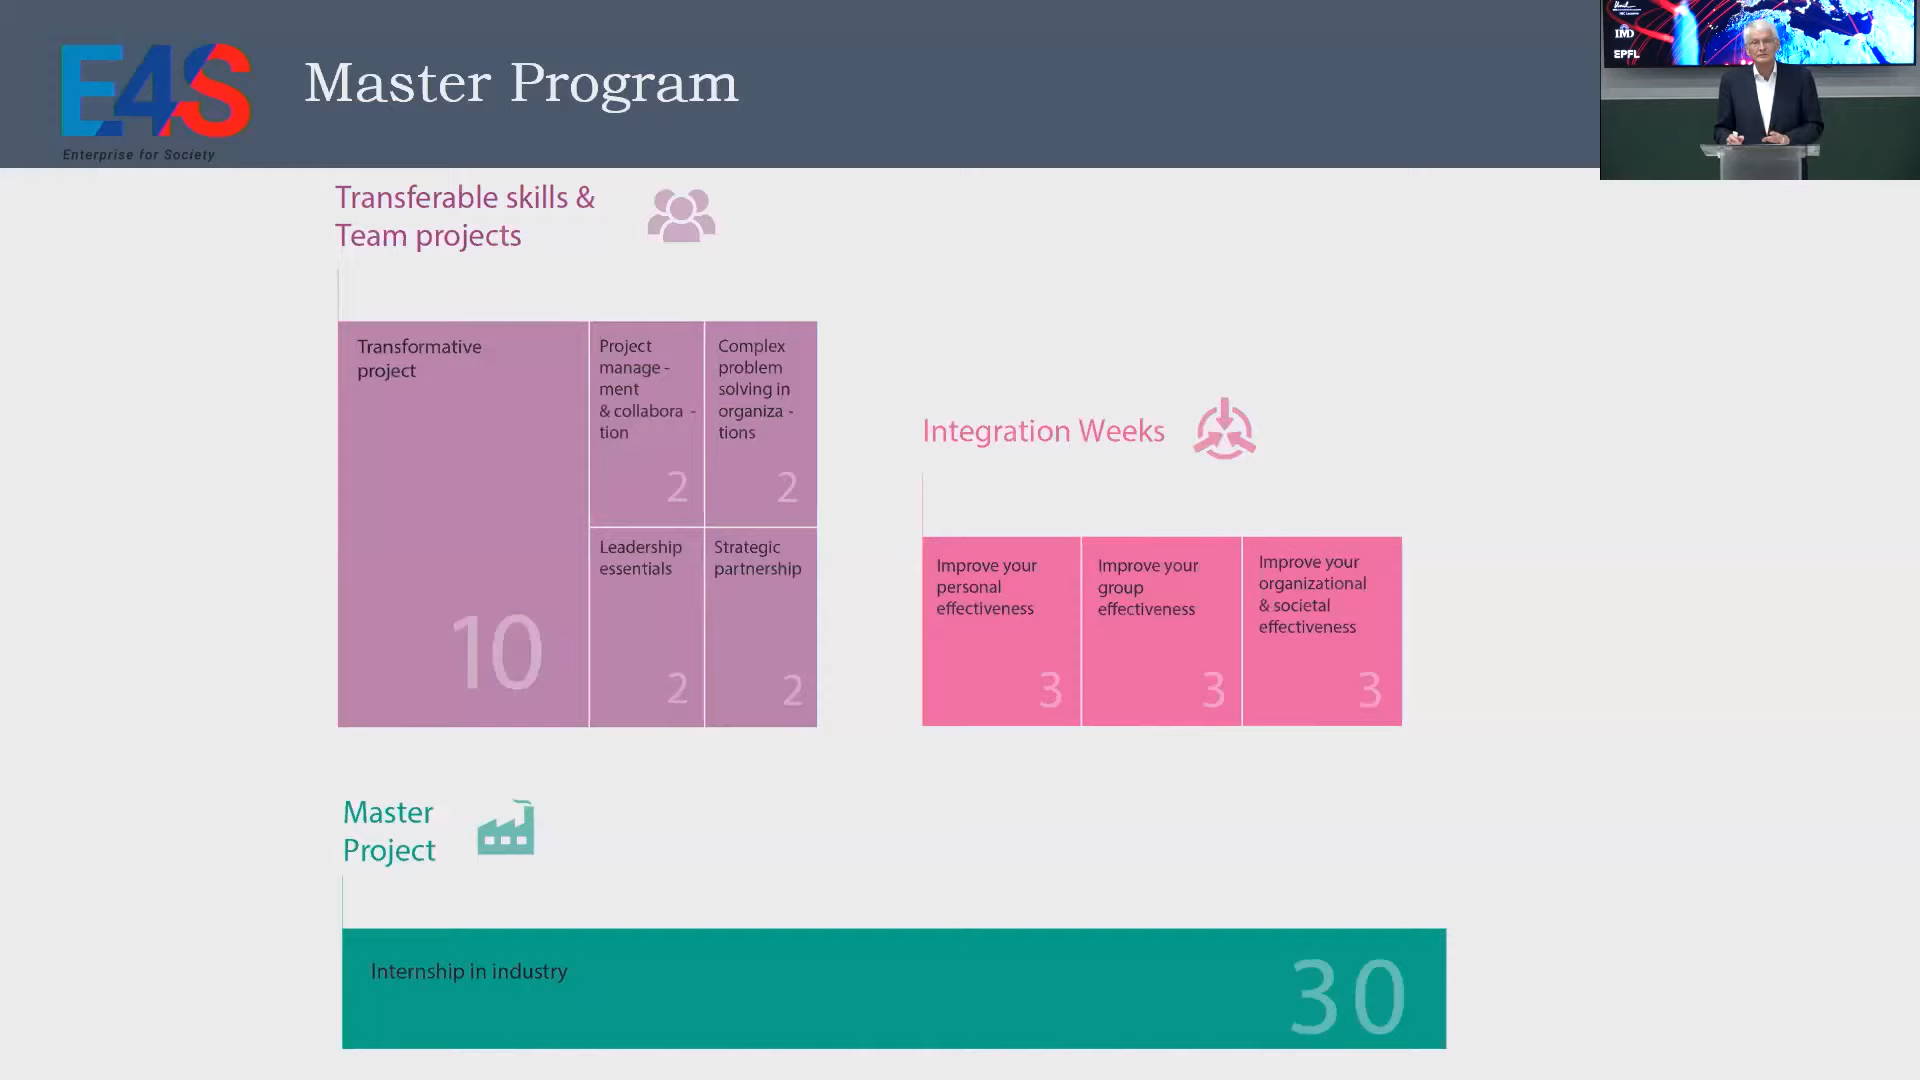 E4S
Enterprise for Society
Master Program
IMD
EPFL
Transferable skills &
Team projects
Transformative
project
10
Project
manage -
ment
& collabora -
tion
2
Complex
problem
solving in
organiza -
tions
2
Leadership
essentials
2
Strategic
partnership
2
Integration Weeks
Improve your
personal
effectiveness
3
Improve your
group
effectiveness
3
Improve your
organizational
& societal
effectiveness
3
Master
Project
Internship in industry
30